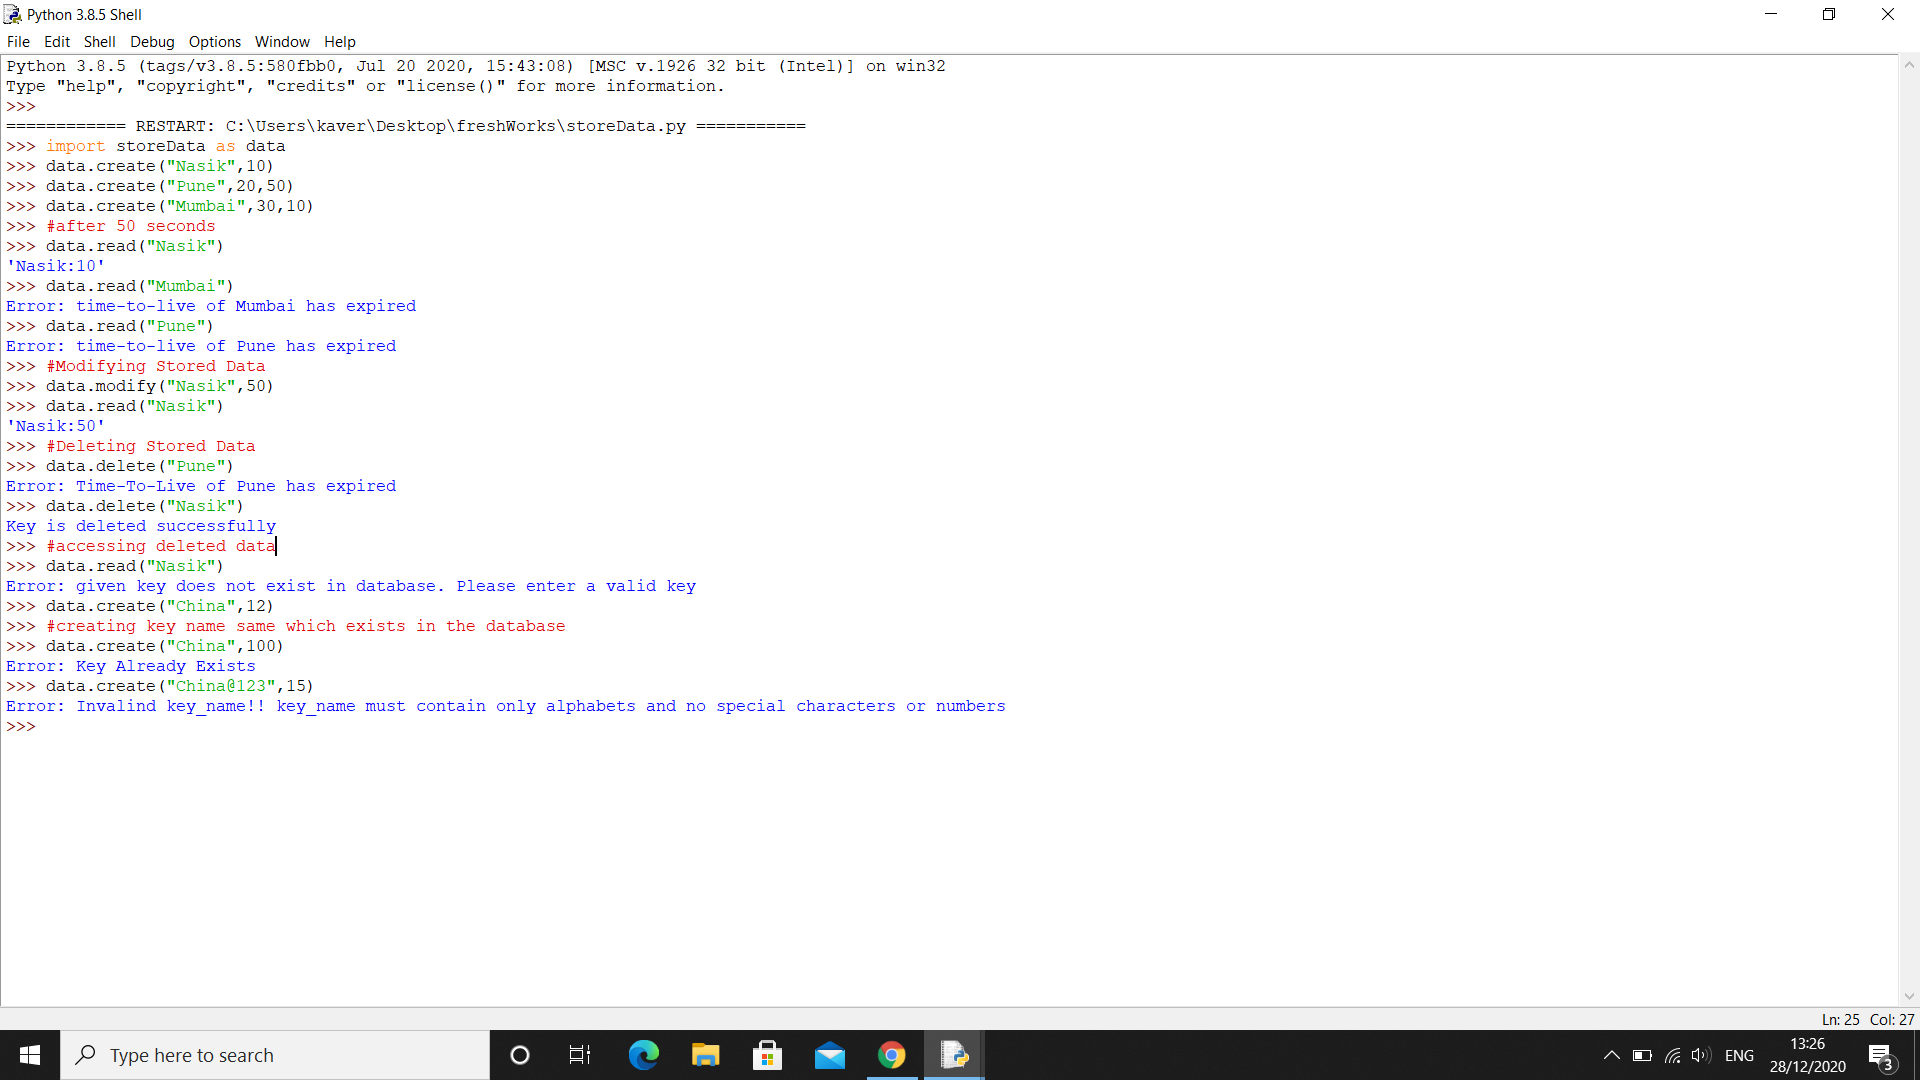 Python 3.8.5 Shell
File Edit Shell Debug Options Window Help
Python 3.8.5 (tags/v3.8.5:580fbb0, Jul 20 2020, 15:43:08) [MSC v.1926 32 bit (Intel)] on win32
Type "help", "copyright", "credits" or "license()" for more information.
>>>
============ RESTART: C:\Users\kaver\Desktop\freshWorks\storeData.py ===========
>>> import storeData as data
>>> data.create("Nasik",10)
>>> data.create("Pune",20,50)
>>> data.create("Mumbai",30,10)
>>> #after 50 seconds
>>> data.read("Nasik")
'Nasik:10'
>>> data.read("Mumbai")
Error: time-to-live of Mumbai has expired
>>> data.read("Pune")
Error: time-to-live of Pune has expired
>>> #Modifying Stored Data
>>> data.modify("Nasik",50)
>>> data.read("Nasik")
'Nasik:50'
>>> #Deleting Stored Data
>>> data.delete("Pune")
Error: Time-To-Live of Pune has expired
>>> data.delete("Nasik")
Key is deleted successfully
>>> #accessing deleted data
>>> data.read("Nasik")
Error: given key does not exist in database. Please enter a valid key
>>> data.create("China",12)
>>> #creating key name same which exists in the database
>>> data.create("China",100)
Error: Key Already Exists
>>> data.create("China@123",15)
Error: Invalind key_name!! key_name must contain only alphabets and no special characters or numbers
>>>
Ln: 25 Col: 27
Type here to search
ENG
13:26
28/12/2020
3